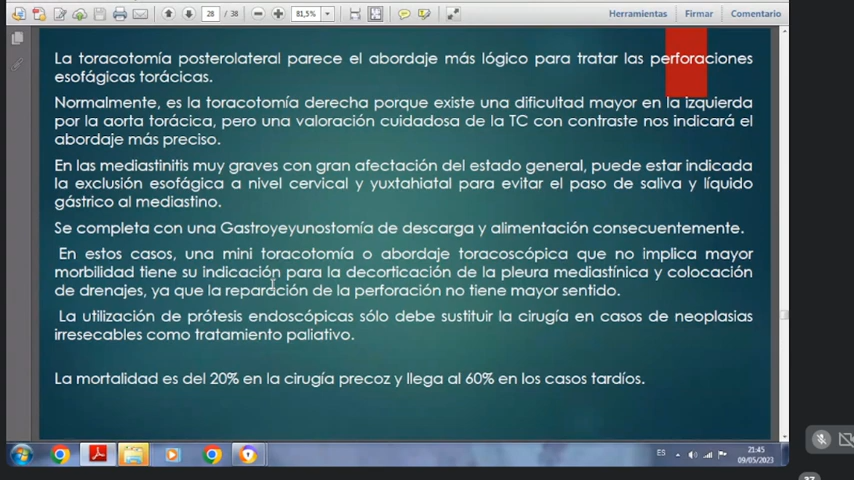 28 / 38
81,5%
Herramientas
Firmar
Comentario
La toracotomía posterolateral parece el abordaje más lógico para tratar las perforaciones
esofágicas torácicas.
Normalmente, es la toracotomía derecha porque existe una dificultad mayor en la izquierda
por la aorta torácica, pero una valoración cuidadosa de la TC con contraste nos indicará el
abordaje más preciso.
En las mediastinitis muy graves con gran afectación del estado general, puede estar indicada
la exclusión esofágica a nivel cervical y yuxtahiatal para evitar el paso de saliva y líquido
gástrico al mediastino.
Se completa con una Gastroyeyunostomía de descarga y alimentación consecuentemente.
En estos casos, una mini toracotomía o abordaje toracoscópica que no implica mayor
morbilidad tiene su indicación para la decorticación de la pleura mediastínica y colocación
de drenajes, ya que la reparación de la perforación no tiene mayor sentido.
La utilización de prótesis endoscópicas sólo debe sustituir la cirugía en casos de neoplasias
irresecables como tratamiento paliativo.
La mortalidad es del 20% en la cirugía precoz y llega al 60% en los casos tardíos.
ES
21:45
09/05/2023